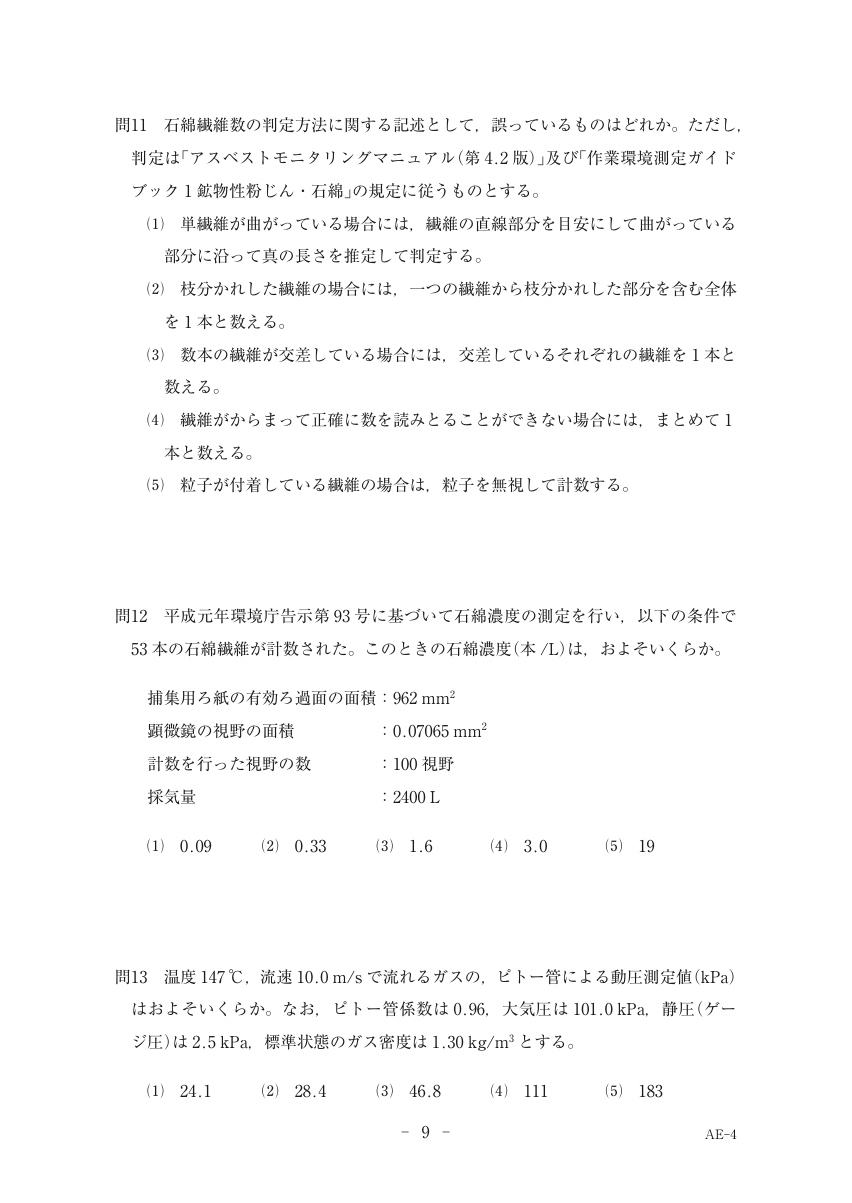 問11　石綿繊維数の判定方法に関する記述として，誤っているものはどれか。ただし，
判定は「アスベストモニタリングマニュアル（第 4.2 版）」及び「作業環境測定ガイド
ブック 1 鉱物性粉じん・石綿」の規定に従うものとする。
⑴　単繊維が曲がっている場合には，繊維の直線部分を目安にして曲がっている
部分に沿って真の長さを推定して判定する。
⑵　枝分かれした繊維の場合には，一つの繊維から枝分かれした部分を含む全体
を 1 本と数える。
⑶　数本の繊維が交差している場合には，交差しているそれぞれの繊維を 1 本と
数える。
⑷　繊維がからまって正確に数を読みとることができない場合には，まとめて 1
本と数える。
⑸　粒子が付着している繊維の場合は，粒子を無視して計数する。
問12　平成元年環境庁告示第 93 号に基づいて石綿濃度の測定を行い，以下の条件で
53 本の石綿繊維が計数された。このときの石綿濃度（本 /L）は，およそいくらか。
捕集用ろ紙の有効ろ過面の面積：962 mm²
顕微鏡の視野の面積　　　　　：0.07065 mm²
計数を行った視野の数　　　　：100 視野
採気量　　　　　　　　　　　：2400 L
⑴　0.09　　⑵　0.33　　⑶　1.6　　⑷　3.0　　⑸　19
問13　温度 147 ℃，流速 10.0 m/s で流れるガスの，ピトー管による動圧測定値（kPa）
はおよそいくらか。なお，ピトー管係数は 0.96，大気圧は 101.0 kPa，静圧（ゲー
ジ圧）は 2.5 kPa，標準状態のガス密度は 1.30 kg/m³ とする。
⑴　24.1　　⑵　28.4　　⑶　46.8　　⑷　111　　⑸　183
－ 9 －
AE−4